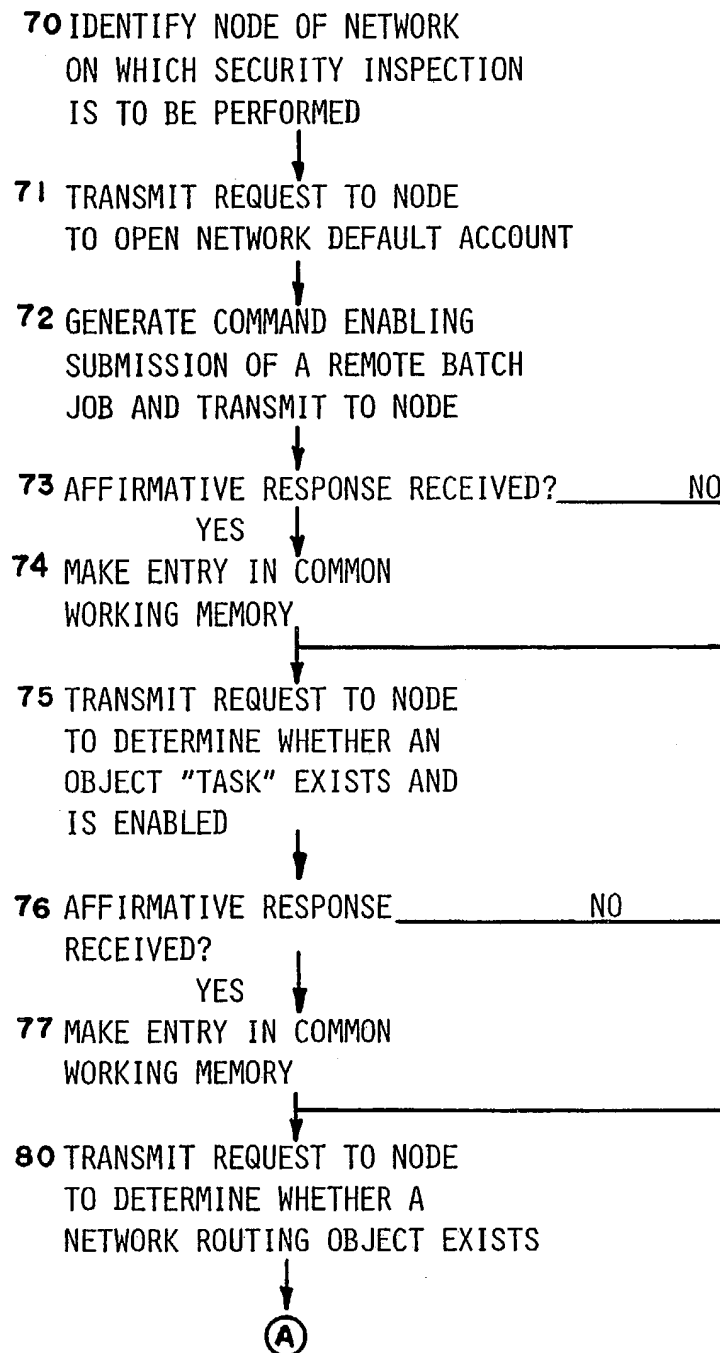 70 IDENTIFY NODE OF NETWORK
ON WHICH SECURITY INSPECTION
IS TO BE PERFORMED
71 TRANSMIT REQUEST TO NODE
TO OPEN NETWORK DEFAULT ACCOUNT
72 GENERATE COMMAND ENABLING
SUBMISSION OF A REMOTE BATCH
JOB AND TRANSMIT TO NODE
73 AFFIRMATIVE RESPONSE RECEIVED? NO
YES
74 MAKE ENTRY IN COMMON
WORKING MEMORY
75 TRANSMIT REQUEST TO NODE
TO DETERMINE WHETHER AN
OBJECT "TASK" EXISTS AND
IS ENABLED
76 AFFIRMATIVE RESPONSE NO
RECEIVED?
YES
77 MAKE ENTRY IN COMMON
WORKING MEMORY
80 TRANSMIT REQUEST TO NODE
TO DETERMINE WHETHER A
NETWORK ROUTING OBJECT EXISTS
A